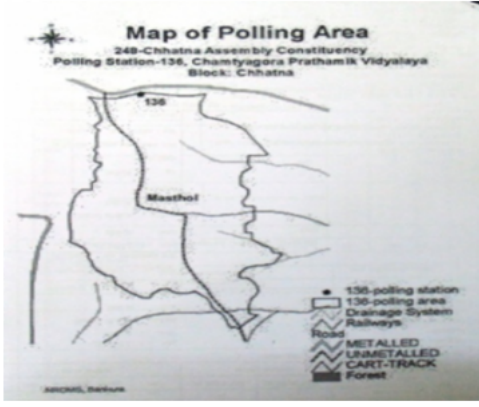 Map of Polling Area
248-Chhatna Assembly Constituency
Polling Station-136, Chamtyagora Prathamik Vidyalaya
Block: Chhatna
136
Masthol
136-polling station
136-polling area
Drainage System
Railways
Road
METALLED
UNMETALLED
CART-TRACK
Forest
Bankura